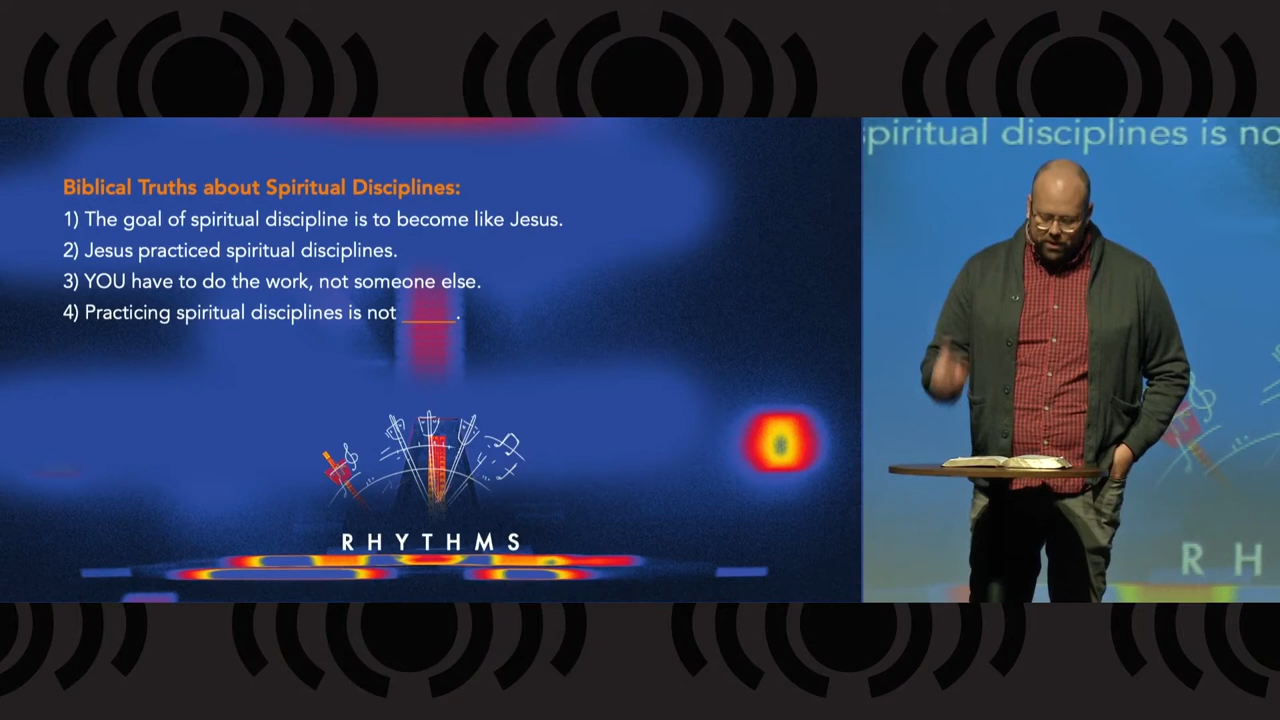 Biblical Truths about Spiritual Disciplines:
1) The goal of spiritual discipline is to become like Jesus.
2) Jesus practiced spiritual disciplines.
3) YOU have to do the work, not someone else.
4) Practicing spiritual disciplines is not _____.
RHYTHMS
spiritual disciplines is no
RH